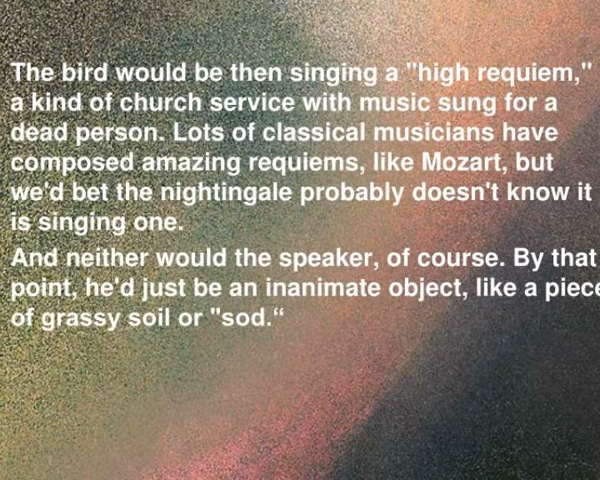 The bird would be then singing a "high requiem,"
a kind of church service with music sung for a
dead person. Lots of classical musicians have
composed amazing requiems, like Mozart, but
we'd bet the nightingale probably doesn't know it
is singing one.
And neither would the speaker, of course. By that
point, he'd just be an inanimate object, like a piece
of grassy soil or "sod.“